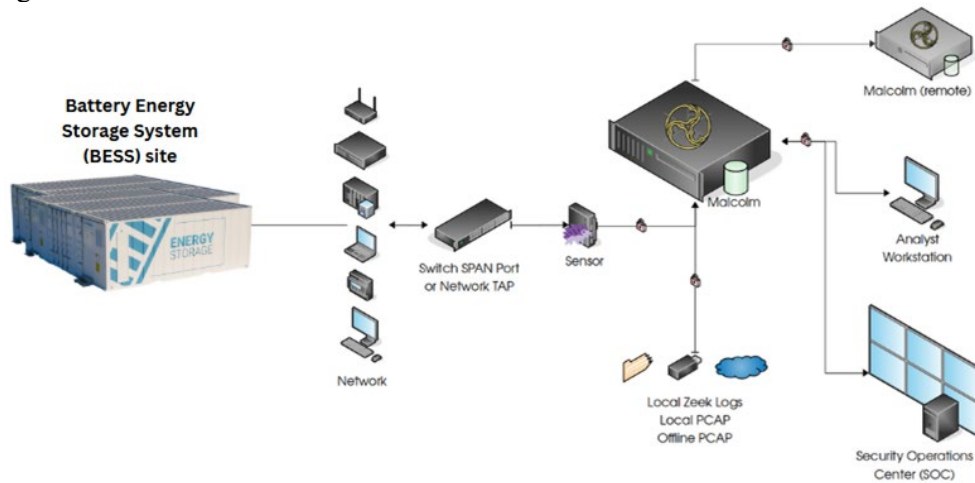 Battery Energy
Storage System
(BESS) site
ENERGY
STORAGE
Network
Switch SPAN Port
or Network TAP
Sensor
Malcolm
Local Zeek Logs
Local PCAP
Offline PCAP
Malcolm (remote)
Analyst
Workstation
Security Operations
Center (SOC)